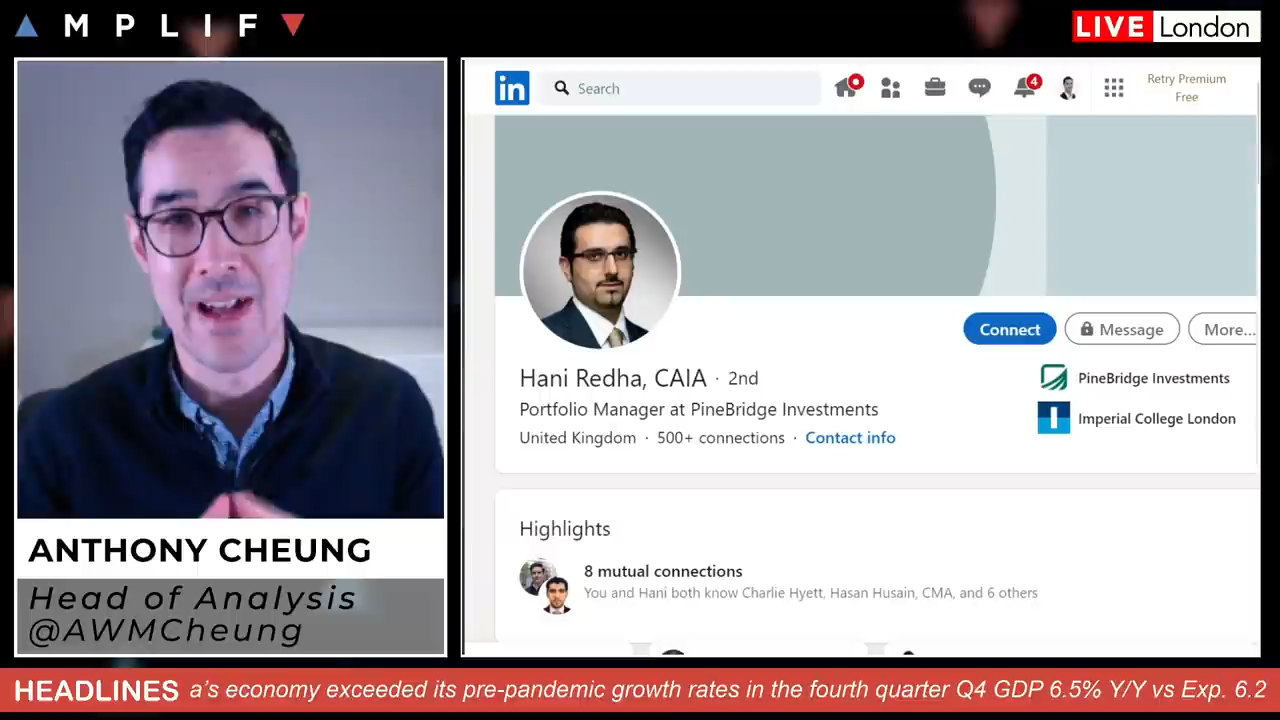 AMPLIFY
LIVE London
in
Search
4
Retry Premium
Free
Hani Redha, CAIA · 2nd
Portfolio Manager at PineBridge Investments
United Kingdom · 500+ connections · Contact info
Connect
Message
More...
PineBridge Investments
Imperial College London
Highlights
8 mutual connections
You and Hani both know Charlie Hyett, Hasan Husain, CMA, and 6 others
ANTHONY CHEUNG
Head of Analysis
@AWMCheung
HEADLINES a’s economy exceeded its pre-pandemic growth rates in the fourth quarter Q4 GDP 6.5% Y/Y vs Exp. 6.2